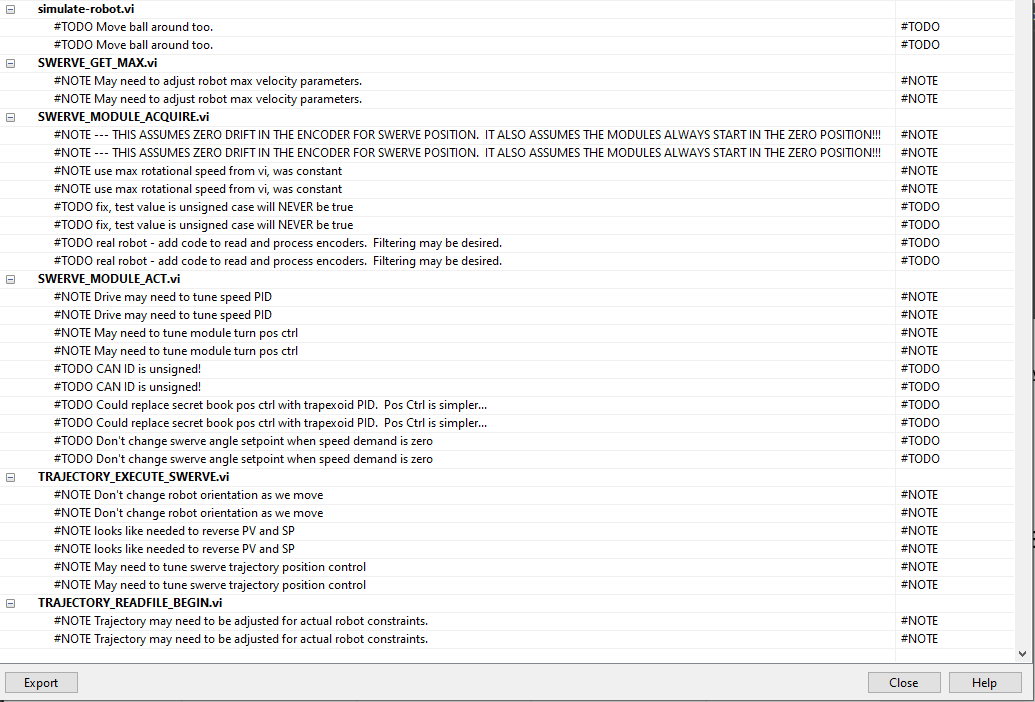 simulate-robot.vi
#TODO Move ball around too. #TODO
#TODO Move ball around too. #TODO
SWERVE_GET_MAX.vi
#NOTE May need to adjust robot max velocity parameters. #NOTE
#NOTE May need to adjust robot max velocity parameters. #NOTE
SWERVE_MODULE_ACQUIRE.vi
#NOTE --- THIS ASSUMES ZERO DRIFT IN THE ENCODER FOR SWERVE POSITION.  IT ALSO ASSUMES THE MODULES ALWAYS START IN THE ZERO POSITION!!! #NOTE
#NOTE --- THIS ASSUMES ZERO DRIFT IN THE ENCODER FOR SWERVE POSITION.  IT ALSO ASSUMES THE MODULES ALWAYS START IN THE ZERO POSITION!!! #NOTE
#NOTE use max rotational speed from vi, was constant #NOTE
#NOTE use max rotational speed from vi, was constant #NOTE
#TODO fix, test value is unsigned case will NEVER be true #TODO
#TODO fix, test value is unsigned case will NEVER be true #TODO
#TODO real robot - add code to read and process encoders.  Filtering may be desired. #TODO
#TODO real robot - add code to read and process encoders.  Filtering may be desired. #TODO
SWERVE_MODULE_ACT.vi
#NOTE Drive may need to tune speed PID #NOTE
#NOTE Drive may need to tune speed PID #NOTE
#NOTE May need to tune module turn pos ctrl #NOTE
#NOTE May need to tune module turn pos ctrl #NOTE
#TODO CAN ID is unsigned! #TODO
#TODO CAN ID is unsigned! #TODO
#TODO Could replace secret book pos ctrl with trapexoid PID.  Pos Ctrl is simpler... #TODO
#TODO Could replace secret book pos ctrl with trapexoid PID.  Pos Ctrl is simpler... #TODO
#TODO Don't change swerve angle setpoint when speed demand is zero #TODO
#TODO Don't change swerve angle setpoint when speed demand is zero #TODO
TRAJECTORY_EXECUTE_SWERVE.vi
#NOTE Don't change robot orientation as we move #NOTE
#NOTE Don't change robot orientation as we move #NOTE
#NOTE looks like needed to reverse PV and SP #NOTE
#NOTE looks like needed to reverse PV and SP #NOTE
#NOTE May need to tune swerve trajectory position control #NOTE
#NOTE May need to tune swerve trajectory position control #NOTE
TRAJECTORY_READFILE_BEGIN.vi
#NOTE Trajectory may need to be adjusted for actual robot constraints. #NOTE
#NOTE Trajectory may need to be adjusted for actual robot constraints. #NOTE
Export Close Help